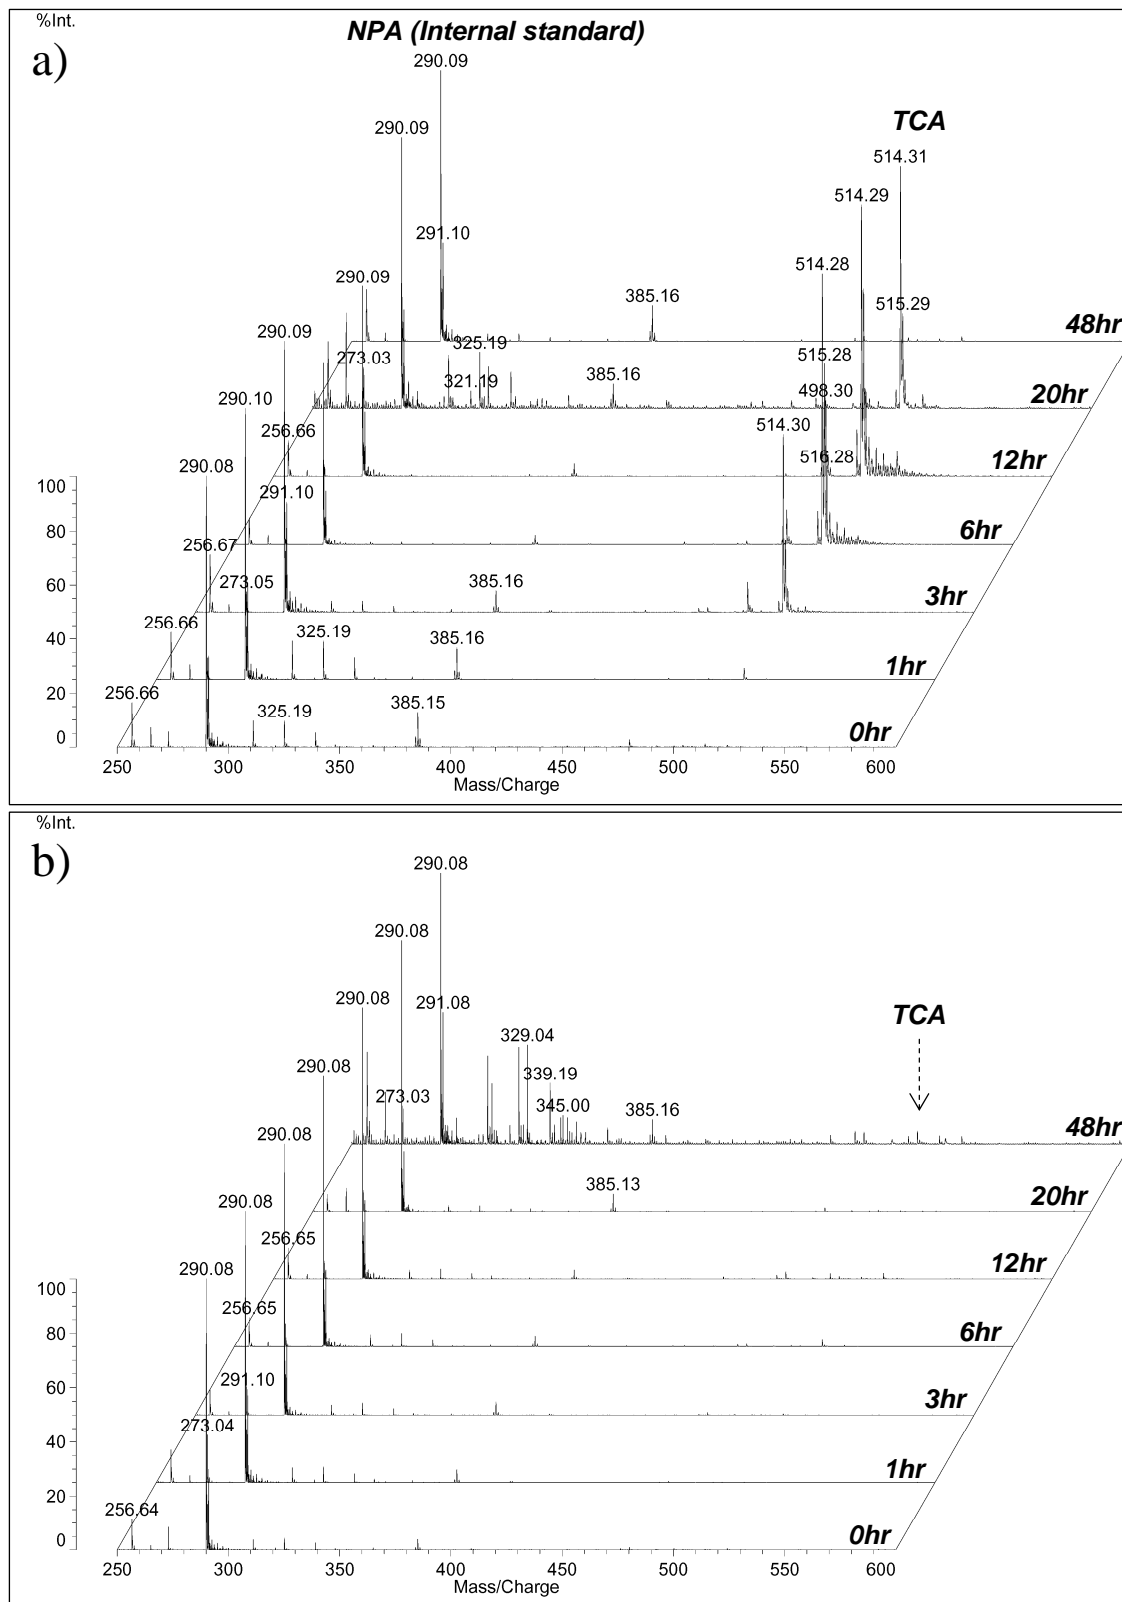 %Int.
a)
NPA (Internal standard)
290.09
290.09
TCA
514.31
514.29
291.10
290.09
514.28
385.16
515.29
48hr
290.09
325.19
273.03
515.28
321.19
385.16
498.30
20hr
290.10
514.30
256.66
290.08
516.28
12hr
100
291.10
80
6hr
256.67
60
273.05
385.16
3hr
40
256.66
325.19
385.16
1hr
20
256.66
325.19
385.15
0
0hr
250 300 350 400 450 500 550 600
Mass/Charge
%Int.
b)
290.08
290.08
290.08
291.08
TCA
329.04
290.08
339.19
273.03
345.00
385.16
48hr
290.08
385.13
290.08
20hr
256.65
290.08
12hr
100
256.65
80
6hr
60
291.10
3hr
40
273.04
1hr
20
256.64
0
0hr
250 300 350 400 450 500 550 600
Mass/Charge